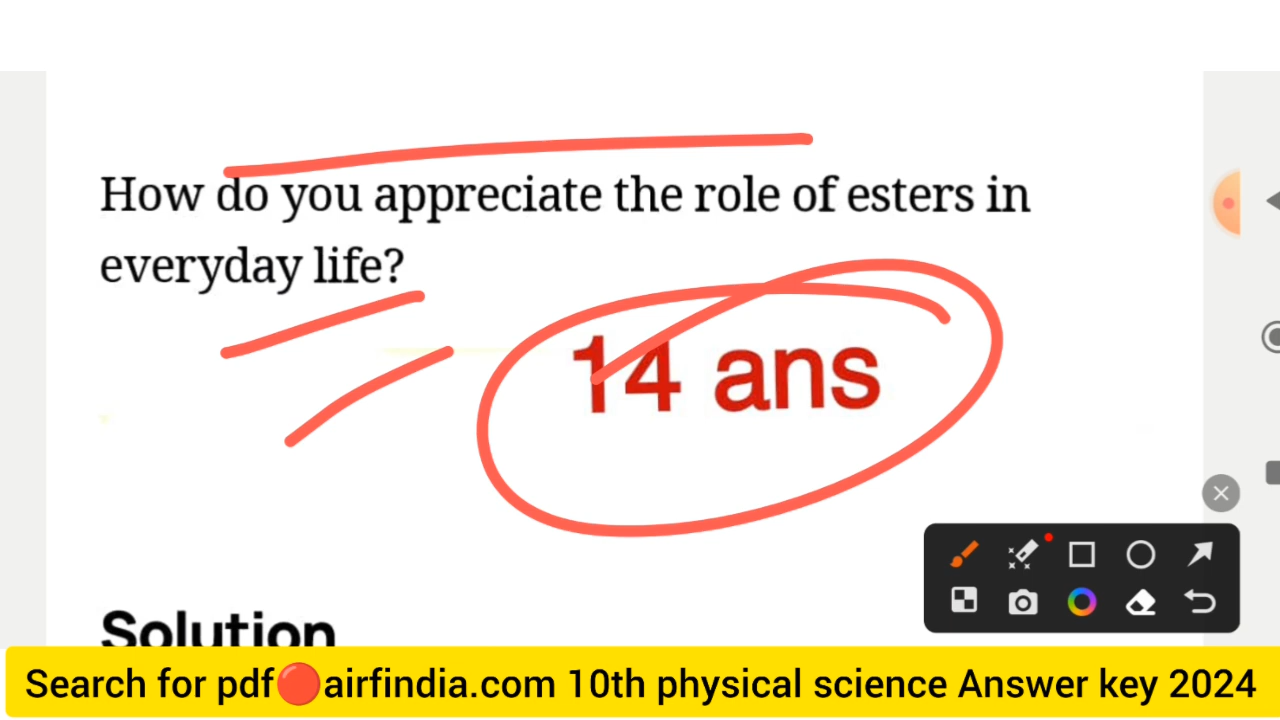 How do you appreciate the role of esters in
everyday life?
14 ans
Solution
Search for pdf🔴airfindia.com 10th physical science Answer key 2024